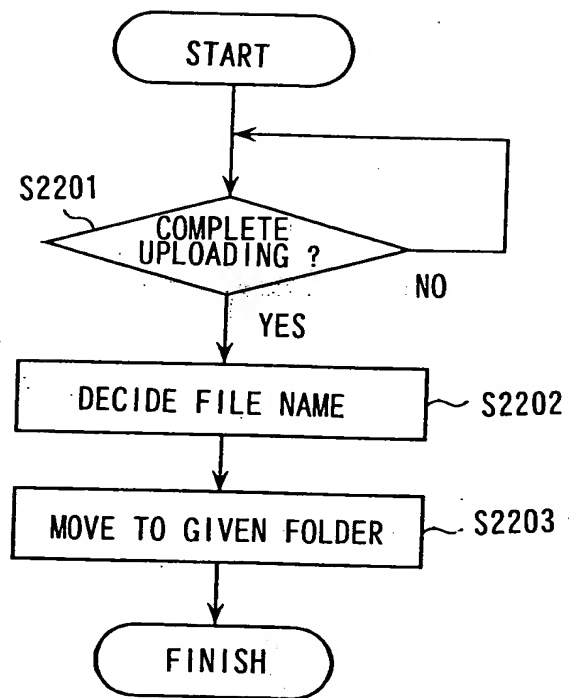 START
S2201
COMPLETE
UPLOADING ?
NO
YES
DECIDE FILE NAME
S2202
MOVE TO GIVEN FOLDER
S2203
FINISH